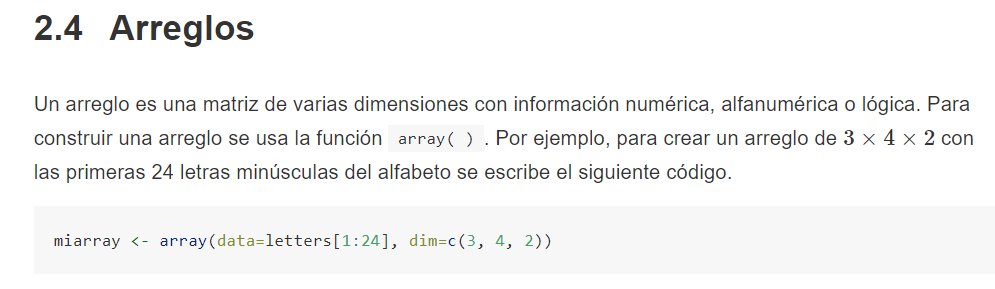 2.4 Arreglos
Un arreglo es una matriz de varias dimensiones con información numérica, alfanumérica o lógica. Para
construir una arreglo se usa la función array( ) . Por ejemplo, para crear un arreglo de 3 × 4 × 2 con
las primeras 24 letras minúsculas del alfabeto se escribe el siguiente código.
miarray <- array(data=letters[1:24], dim=c(3, 4, 2))